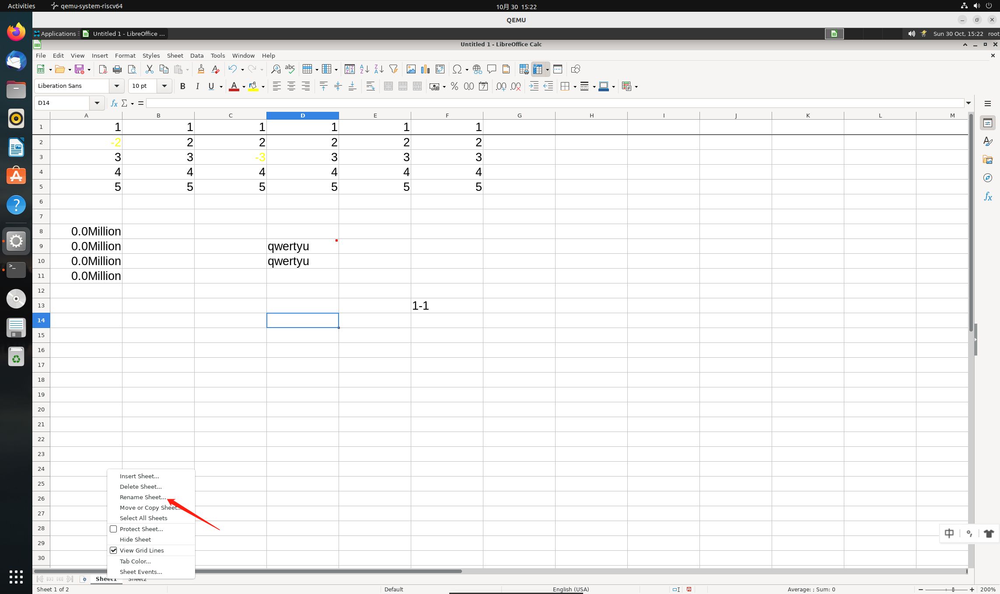 Activities qemu-system-riscv64 10月 30 15:22
QEMU
Applications Untitled 1 - LibreOffice ... Sun 30 Oct, 15:22 root
Untitled 1 - LibreOffice Calc
File Edit View Insert Format Styles Sheet Data Tools Window Help
Liberation Sans 10 pt B I U A % 0.0 7 .00 .00
D14 fx Σ =
A B C D E F G H I J K L M
1 1 1 1 1 1 1
2 -2 2 2 2 2 2
3 3 3 -3 3 3 3
4 4 4 4 4 4 4
5 5 5 5 5 5 5
6
7
8 0.0Million
9 0.0Million qwertyu
10 0.0Million qwertyu
11 0.0Million
12
13 1-1
14
15
16
17
18
19
20
21
22
23
24
25
26
27
28
29
30
Insert Sheet...
Delete Sheet...
Rename Sheet...
Move or Copy Sheet...
Select All Sheets
Protect Sheet...
Hide Sheet
View Grid Lines
Tab Color...
Sheet Events...
中 °,
Sheet1 Sheet2
Sheet 1 of 2 Default English (USA) Average: ; Sum: 0 200%